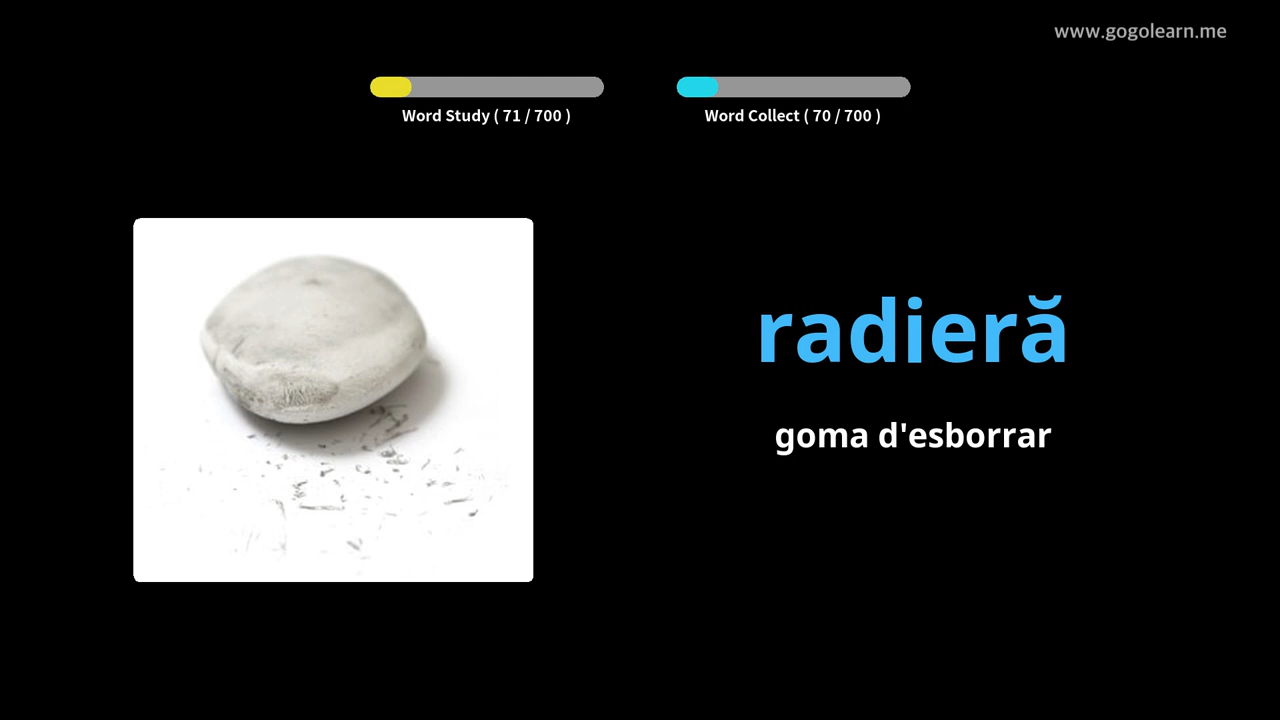 www.gogolearn.me
Word Study ( 71 / 700 )
Word Collect ( 70 / 700 )
radieră
goma d'esborrar